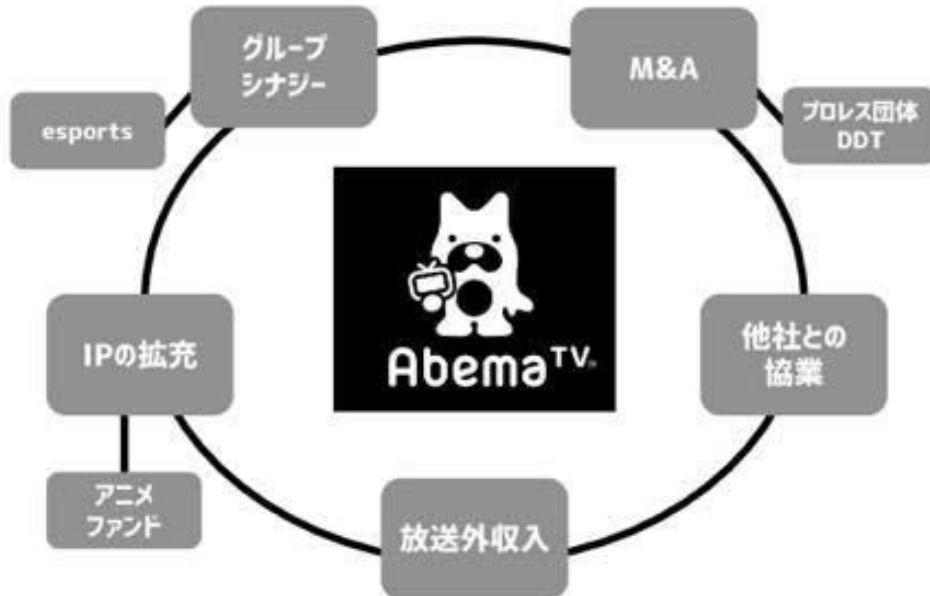 グループ
シナジー
M&A
esports
プロレス団体
DDT
AbemaTV®
IPの拡充
他社との
協業
アニメ
ファンド
放送外収入